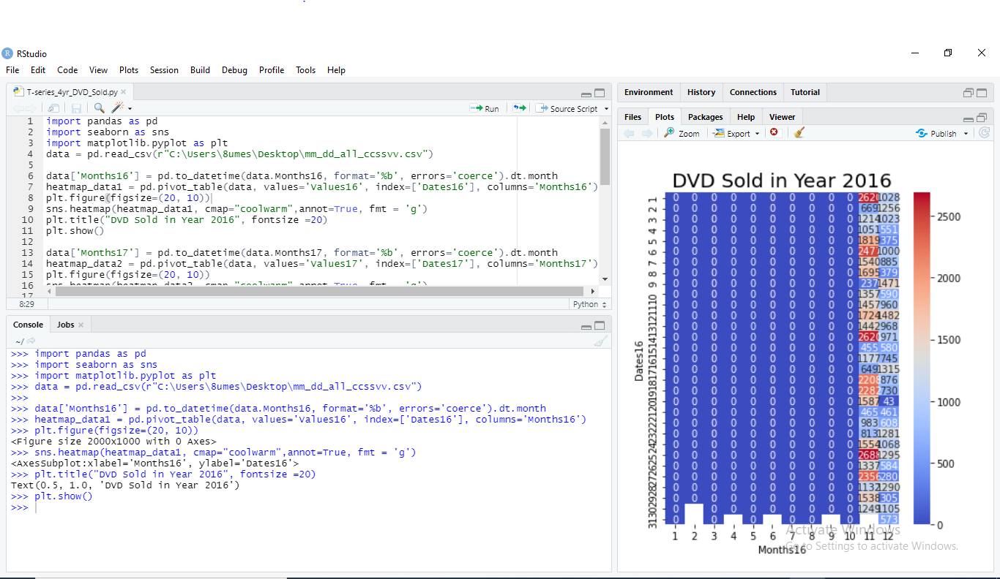 RStudio
File Edit Code View Plots Session Build Debug Profile Tools Help
T-series_4yr_DVD_Sold.py
Run Source Script
1 import pandas as pd
2 import seaborn as sns
3 import matplotlib.pyplot as plt
4 data = pd.read_csv(r"C:\Users\8umes\Desktop\mm_dd_all_ccssvv.csv")
5
6 data['Months16'] = pd.to_datetime(data.Months16, format='%b', errors='coerce').dt.month
7 heatmap_data1 = pd.pivot_table(data, values='Values16', index=['Dates16'], columns='Months16')
8 plt.figure(figsize=(20, 10))
9 sns.heatmap(heatmap_data1, cmap="coolwarm",annot=True, fmt = 'g')
10 plt.title("DVD Sold in Year 2016", fontsize =20)
11 plt.show()
12
13 data['Months17'] = pd.to_datetime(data.Months17, format='%b', errors='coerce').dt.month
14 heatmap_data2 = pd.pivot_table(data, values='Values17', index=['Dates17'], columns='Months17')
15 plt.figure(figsize=(20, 10))
16 sns.heatmap(heatmap_data2, cmap="coolwarm",annot=True, fmt = 'g')
17
8:29 Python
Console Jobs
~/
>>> import pandas as pd
>>> import seaborn as sns
>>> import matplotlib.pyplot as plt
>>> data = pd.read_csv(r"C:\Users\8umes\Desktop\mm_dd_all_ccssvv.csv")
>>>
>>> data['Months16'] = pd.to_datetime(data.Months16, format='%b', errors='coerce').dt.month
>>> heatmap_data1 = pd.pivot_table(data, values='Values16', index=['Dates16'], columns='Months16')
>>> plt.figure(figsize=(20, 10))
<Figure size 2000x1000 with 0 Axes>
>>> sns.heatmap(heatmap_data1, cmap="coolwarm",annot=True, fmt = 'g')
<AxesSubplot:xlabel='Months16', ylabel='Dates16'>
>>> plt.title("DVD Sold in Year 2016", fontsize =20)
Text(0.5, 1.0, 'DVD Sold in Year 2016')
>>> plt.show()
>>>
Environment History Connections Tutorial
Files Plots Packages Help Viewer
Zoom Export Publish
DVD Sold in Year 2016
1 0 0 0 0 0 0 0 0 0 0 2620 1028
2 0 0 0 0 0 0 0 0 0 0 669 1256
3 0 0 0 0 0 0 0 0 0 0 1214 1023
4 0 0 0 0 0 0 0 0 0 0 1051 551
5 0 0 0 0 0 0 0 0 0 0 1819 375
6 0 0 0 0 0 0 0 0 0 0 2471 1000
7 0 0 0 0 0 0 0 0 0 0 1540 885
8 0 0 0 0 0 0 0 0 0 0 1695 379
9 0 0 0 0 0 0 0 0 0 0 237 1471
10 0 0 0 0 0 0 0 0 0 0 1357 590
11 0 0 0 0 0 0 0 0 0 0 1457 960
12 0 0 0 0 0 0 0 0 0 0 1724 1482
13 0 0 0 0 0 0 0 0 0 0 1442 968
14 0 0 0 0 0 0 0 0 0 0 2620 971
15 0 0 0 0 0 0 0 0 0 0 455 580
16 0 0 0 0 0 0 0 0 0 0 1177 745
17 0 0 0 0 0 0 0 0 0 0 649 1315
18 0 0 0 0 0 0 0 0 0 0 876
19 0 0 0 0 0 0 0 0 0 0 730
20 0 0 0 0 0 0 0 0 0 0 1587 43
21 0 0 0 0 0 0 0 0 0 0 465 461
22 0 0 0 0 0 0 0 0 0 0 983 608
23 0 0 0 0 0 0 0 0 0 0 813 1281
24 0 0 0 0 0 0 0 0 0 0 1554 1068
25 0 0 0 0 0 0 0 0 0 0 1295
26 0 0 0 0 0 0 0 0 0 0 1337 584
27 0 0 0 0 0 0 0 0 0 0 280
28 0 0 0 0 0 0 0 0 0 0 1132 1290
29 0 0 0 0 0 0 0 0 0 0 1538 305
30 0 0 0 0 0 0 0 0 0 1249 1105
31 0 0 0 0 0 0 573
1 2 3 4 5 6 7 8 9 10 11 12
Months16
Dates16
2500
2000
1500
1000
500
0
Activate Windows
Go to Settings to activate Windows.